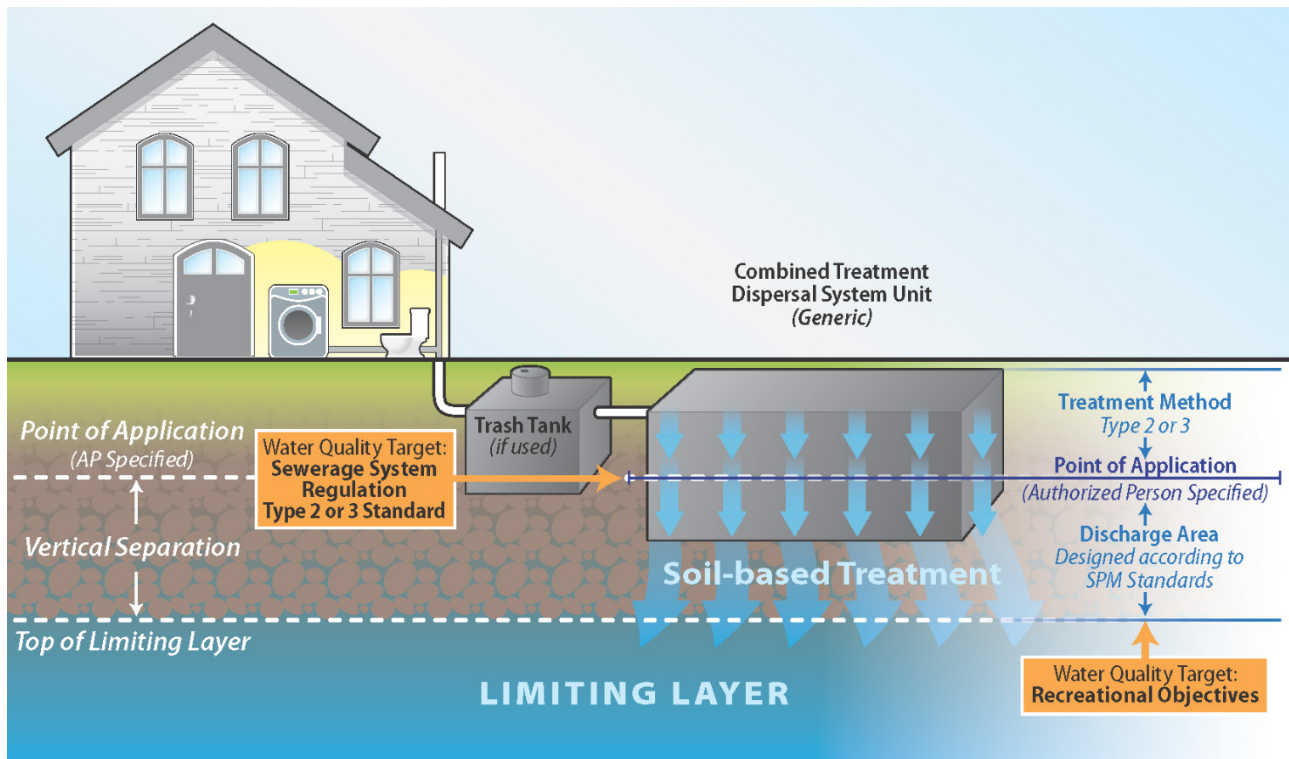 Combined Treatment
Dispersal System Unit
(Generic)
Trash Tank
(if used)
Point of Application
(AP Specified)
Vertical Separation
Top of Limiting Layer
Water Quality Target:
Sewerage System
Regulation
Type 2 or 3 Standard
Treatment Method
Type 2 or 3
Point of Application
(Authorized Person Specified)
Discharge Area
Designed according to
SPM Standards
Soil-based Treatment
LIMITING LAYER
Water Quality Target:
Recreational Objectives